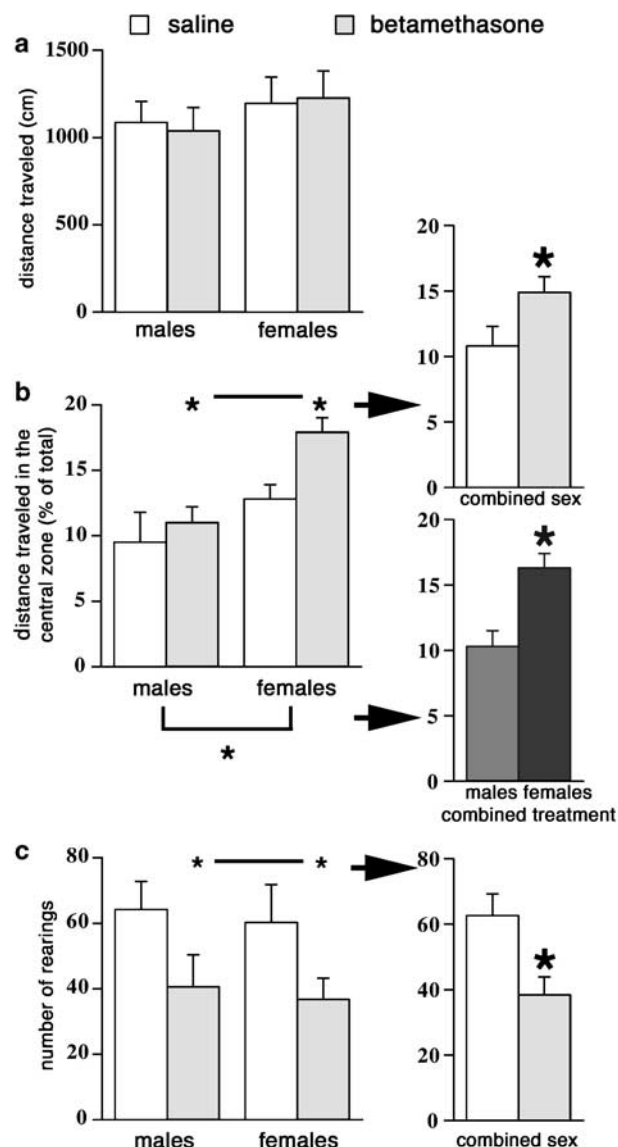 saline betamethasone
a
distance traveled (cm)
1500
1000
500
0
males females
20
*
15
10
5
0
combined sex
b
distance traveled in the
central zone (% of total)
* *
20
15
10
5
0
males females
*
20
*
15
10
5
0
males females
combined treatment
c
number of rearings
* *
80
60
40
20
0
males females
80
60
*
40
20
0
combined sex